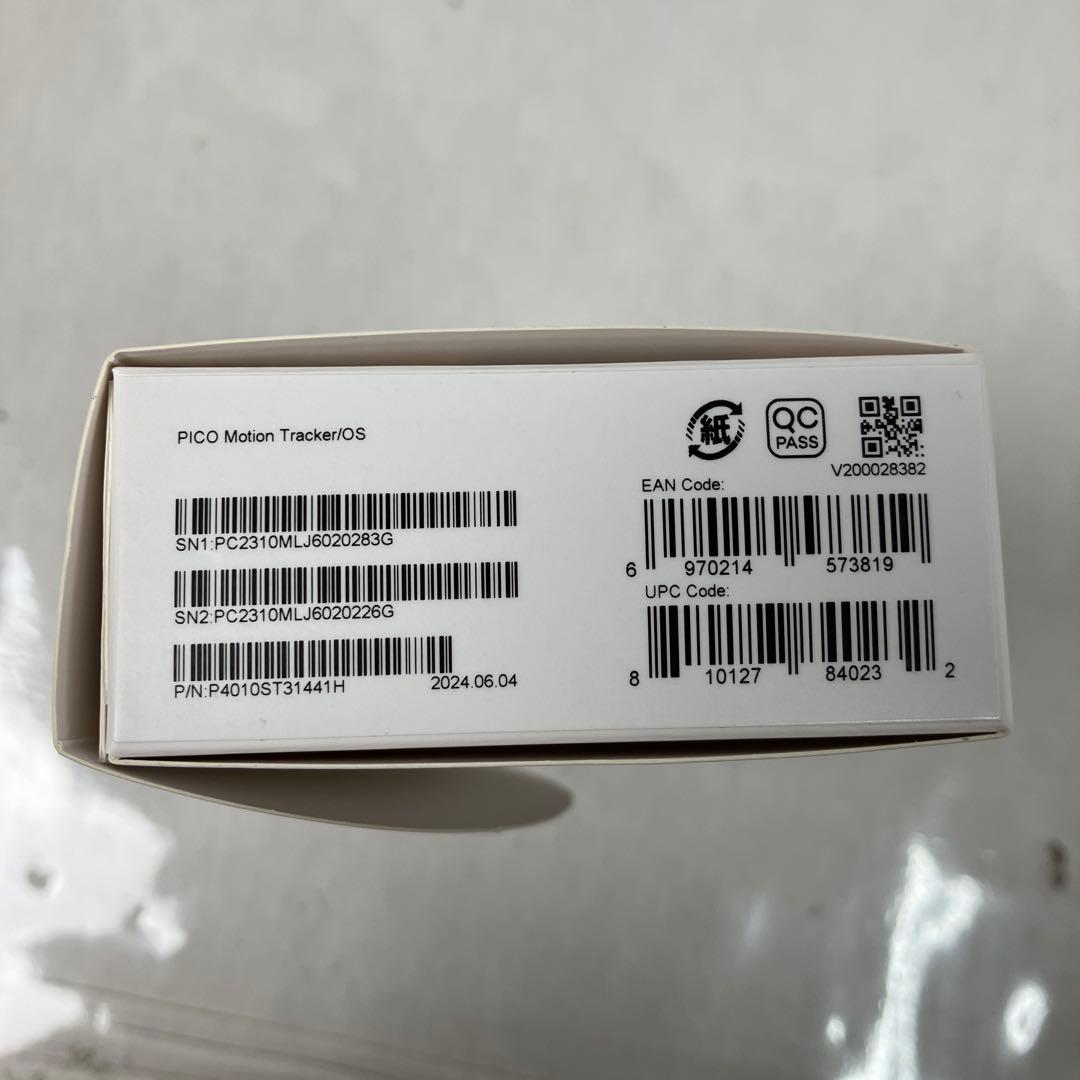 PICO Motion Tracker/OS
SN1:PC2310MLJ6020283G
SN2:PC2310MLJ6020226G
P/N:P4010ST31441H
2024.06.04
紙
QC
PASS
V200028382
EAN Code:
6 970214 573819
UPC Code:
8 10127 84023 2